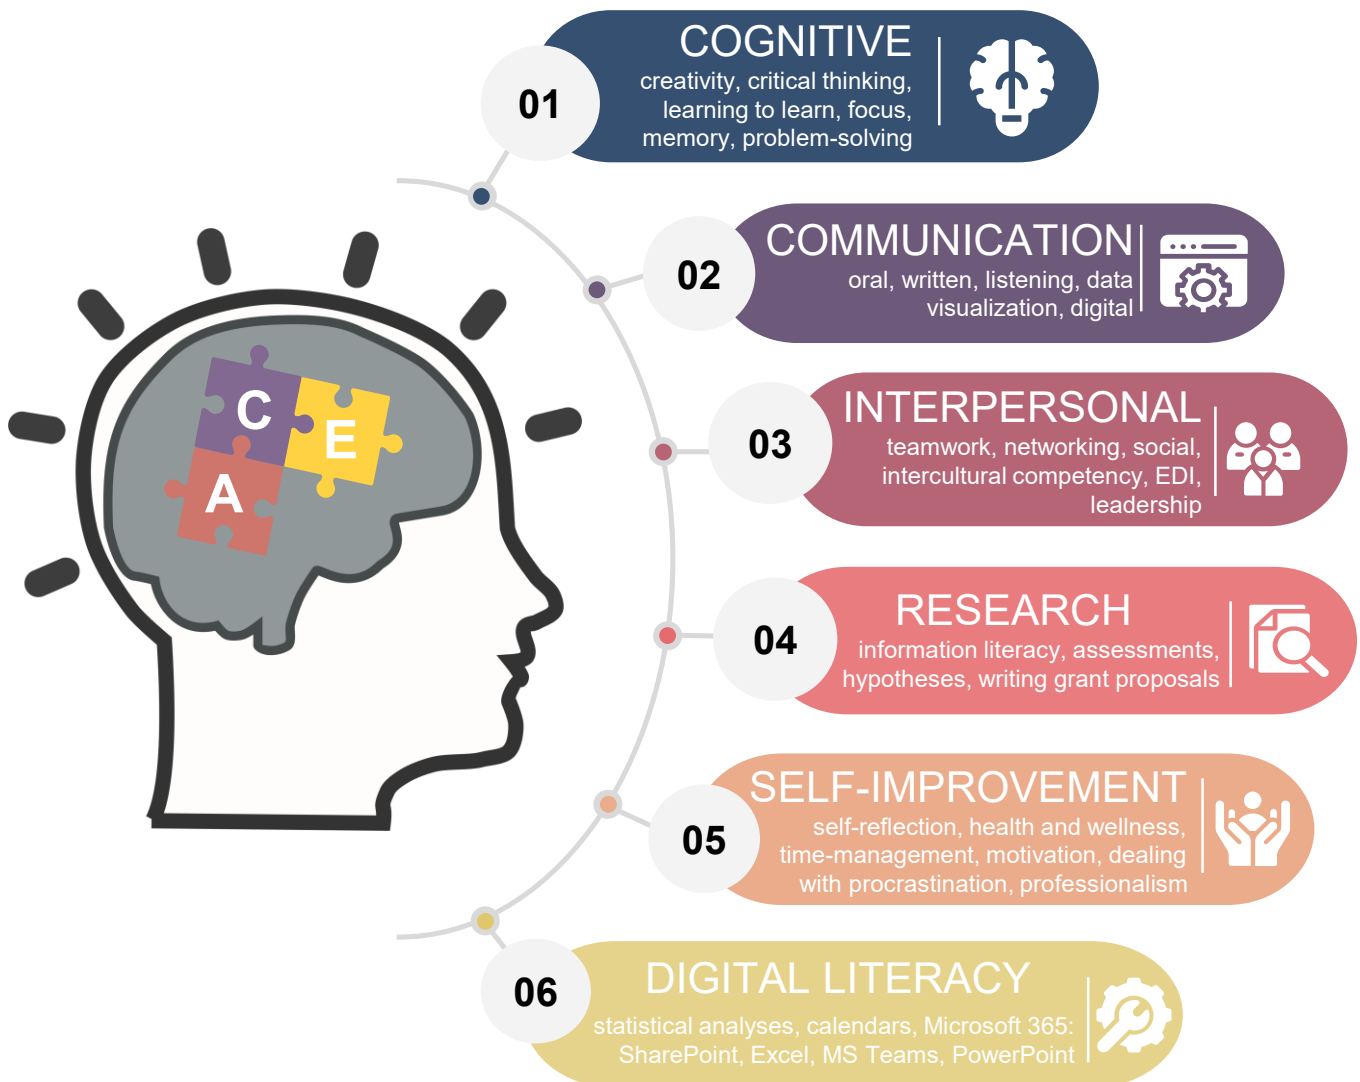 01
COGNITIVE
creativity, critical thinking,
learning to learn, focus,
memory, problem-solving
02
COMMUNICATION
oral, written, listening, data
visualization, digital
03
INTERPERSONAL
teamwork, networking, social,
intercultural competency, EDI,
leadership
C
E
A
04
RESEARCH
information literacy, assessments,
hypotheses, writing grant proposals
05
SELF-IMPROVEMENT
self-reflection, health and wellness,
time-management, motivation, dealing
with procrastination, professionalism
06
DIGITAL LITERACY
statistical analyses, calendars, Microsoft 365:
SharePoint, Excel, MS Teams, PowerPoint